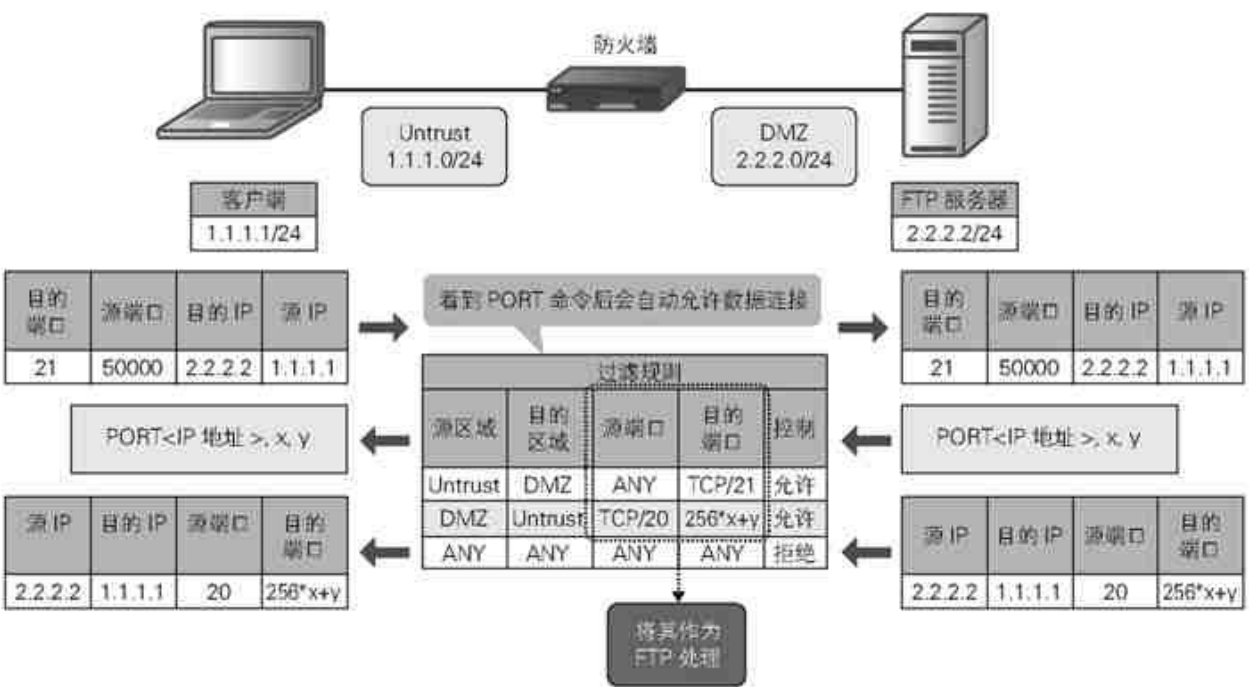 防火墙
Untrust
1.1.1.0/24
DMZ
2.2.2.0/24
客户端
1.1.1.1/24
FTP 服务器
2.2.2.2/24
目的
端口
源端口
目的 IP
源 IP
21
50000
2.2.2.2
1.1.1.1
看到 PORT 命令后会自动允许数据连接
目的
端口
源端口
目的 IP
源 IP
21
50000
2.2.2.2
1.1.1.1
过滤规则
源区域
目的
区域
源端口
目的
端口
控制
Untrust
DMZ
ANY
TCP/21
允许
DMZ
Untrust
TCP/20
256*x+y
允许
ANY
ANY
ANY
ANY
拒绝
PORT<IP 地址 >, x, y
PORT<IP 地址 >, x, y
源 IP
目的 IP
源端口
目的
端口
2.2.2.2
1.1.1.1
20
256*x+y
源 IP
目的 IP
源端口
目的
端口
2.2.2.2
1.1.1.1
20
256*x+y
将其作为
FTP 处理